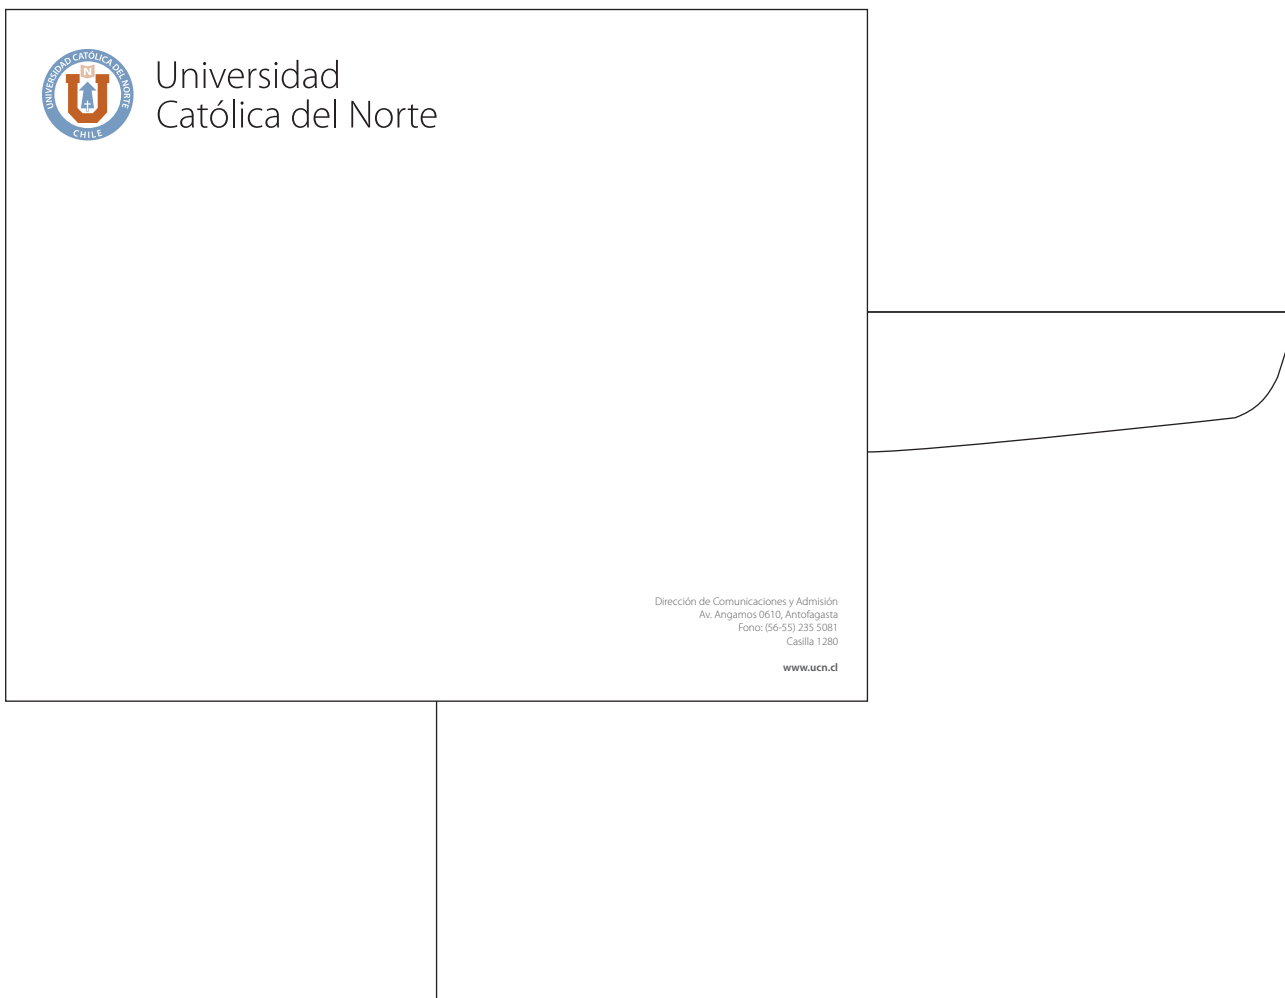 UNIVERSIDAD CATÓLICA DEL NORTE
N
CHILE
Universidad
Católica del Norte
Dirección de Comunicaciones y Admisión
Av. Angamos 0610, Antofagasta
Fono: (56-55) 235 5081
Casilla 1280
www.ucn.cl